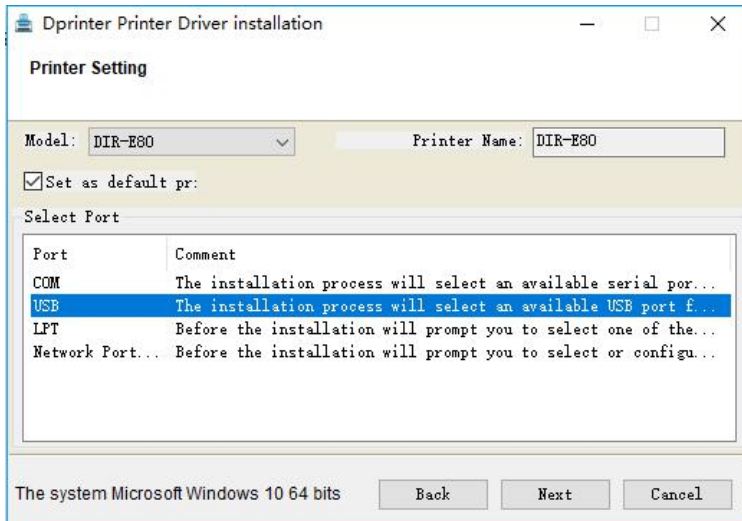 Dprinter Printer Driver installation
Printer Setting
Model: DIR-E80 Printer Name: DIR-E80
Set as default pr:
Select Port
Port Comment
COM The installation process will select an available serial por...
USB The installation process will select an available USB port f...
LPT Before the installation will prompt you to select one of the...
Network Port... Before the installation will prompt you to select or configu...
The system Microsoft Windows 10 64 bits Back Next Cancel